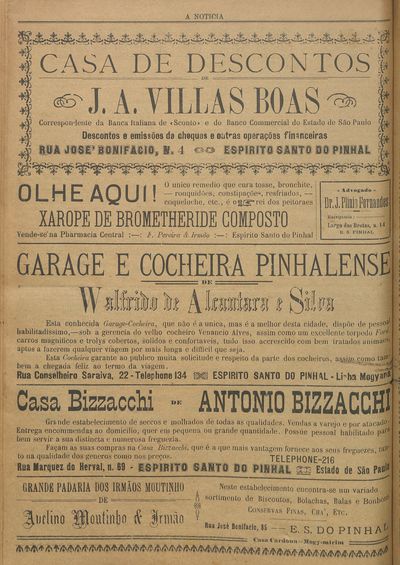 A NOTICIA
CASA DE DESCONTOS
DE
J. A. VILLAS BOAS
Correspondente da Banca Italiana de «Sconto» e do Banco Commercial do Estado de São Paulo
Descontos e emissões de cheques e outras operações financeiras
RUA JOSE' BONIFACIO, N. 4 ESPIRITO SANTO DO PINHAL
OLHE AQUI!
O unico remedio que cura tosse, bronchite,
— rouquidões, constipações, resfriados, —
coqueloche, etc., é o rei dos peitoraes
XAROPE DE BROMETHERIDE COMPOSTO
Vende-se na Pharmacia Central :—: F. Pereira & Irmão :—: Espirito Santo do Pinhal
- Advogado -
Dr. J. Plinio Fernandes
Largo das Brotas, n. 14
E. S. PINHAL
GARAGE E COCHEIRA PINHALENSE
DE
Walfrido de Alcantara e Silva
Esta conhecida Garage-Cocheira, que não é a unica, mas é a melhor desta cidade, dispõe de pessoal
habilitadissimo,—sob a gerencia do velho cocheiro Venancio Alves, assim como um excellente torpedo Ford
carros magnificos e trolys cobertos, solidos e confortaveis, tudo isso accrescido com bem tratados animaes,
aptos a fazerem qualquer viagem por mais longa e difficil que seja.
Esta Cocheira garante ao publico muita solicitude e respeito da parte dos cocheiros, assim como tam-
bem a chegada feliz ao termo da viagem.
Rua Conselheiro Saraiva, 22 - Telephone 134 ESPIRITO SANTO DO PINHAL - Linha Mogyana
Casa Bizzacchi DE ANTONIO BIZZACCHI
Grande estabelecimento de seccos e molhados de todas as qualidades. Vendas a varejo e por atacado.
Entrega encommendas ao domicilio, quer em pequena ou grande quantidade. Possúe pessoal habilitado para
bem servir a sua distincta e numerosa freguezia.
Façam as suas compras na Casa Bizzacchi, que é a que mais vantagem fornece aos seus freguezes, tan-
to na qualidade dos generos como nos preços. TELEPHONE-216
Rua Marquez do Herval, n. 69 - ESPIRITO SANTO DO PINHAL Estado de São Paulo
GRANDE PADARIA DOS IRMÃOS MOUTINHO
DE
Avelino Moutinho & Irmão
Neste estabelecimento encontra-se um variado
sortimento de Biscoutos, Bolachas, Balas e Bonbons
CONSERVAS FINAS, CHÁ, ETC.
Rua José Bonifacio, 85 — E. S. DO PINHAL
Casa Cardona - Mogy-mirim